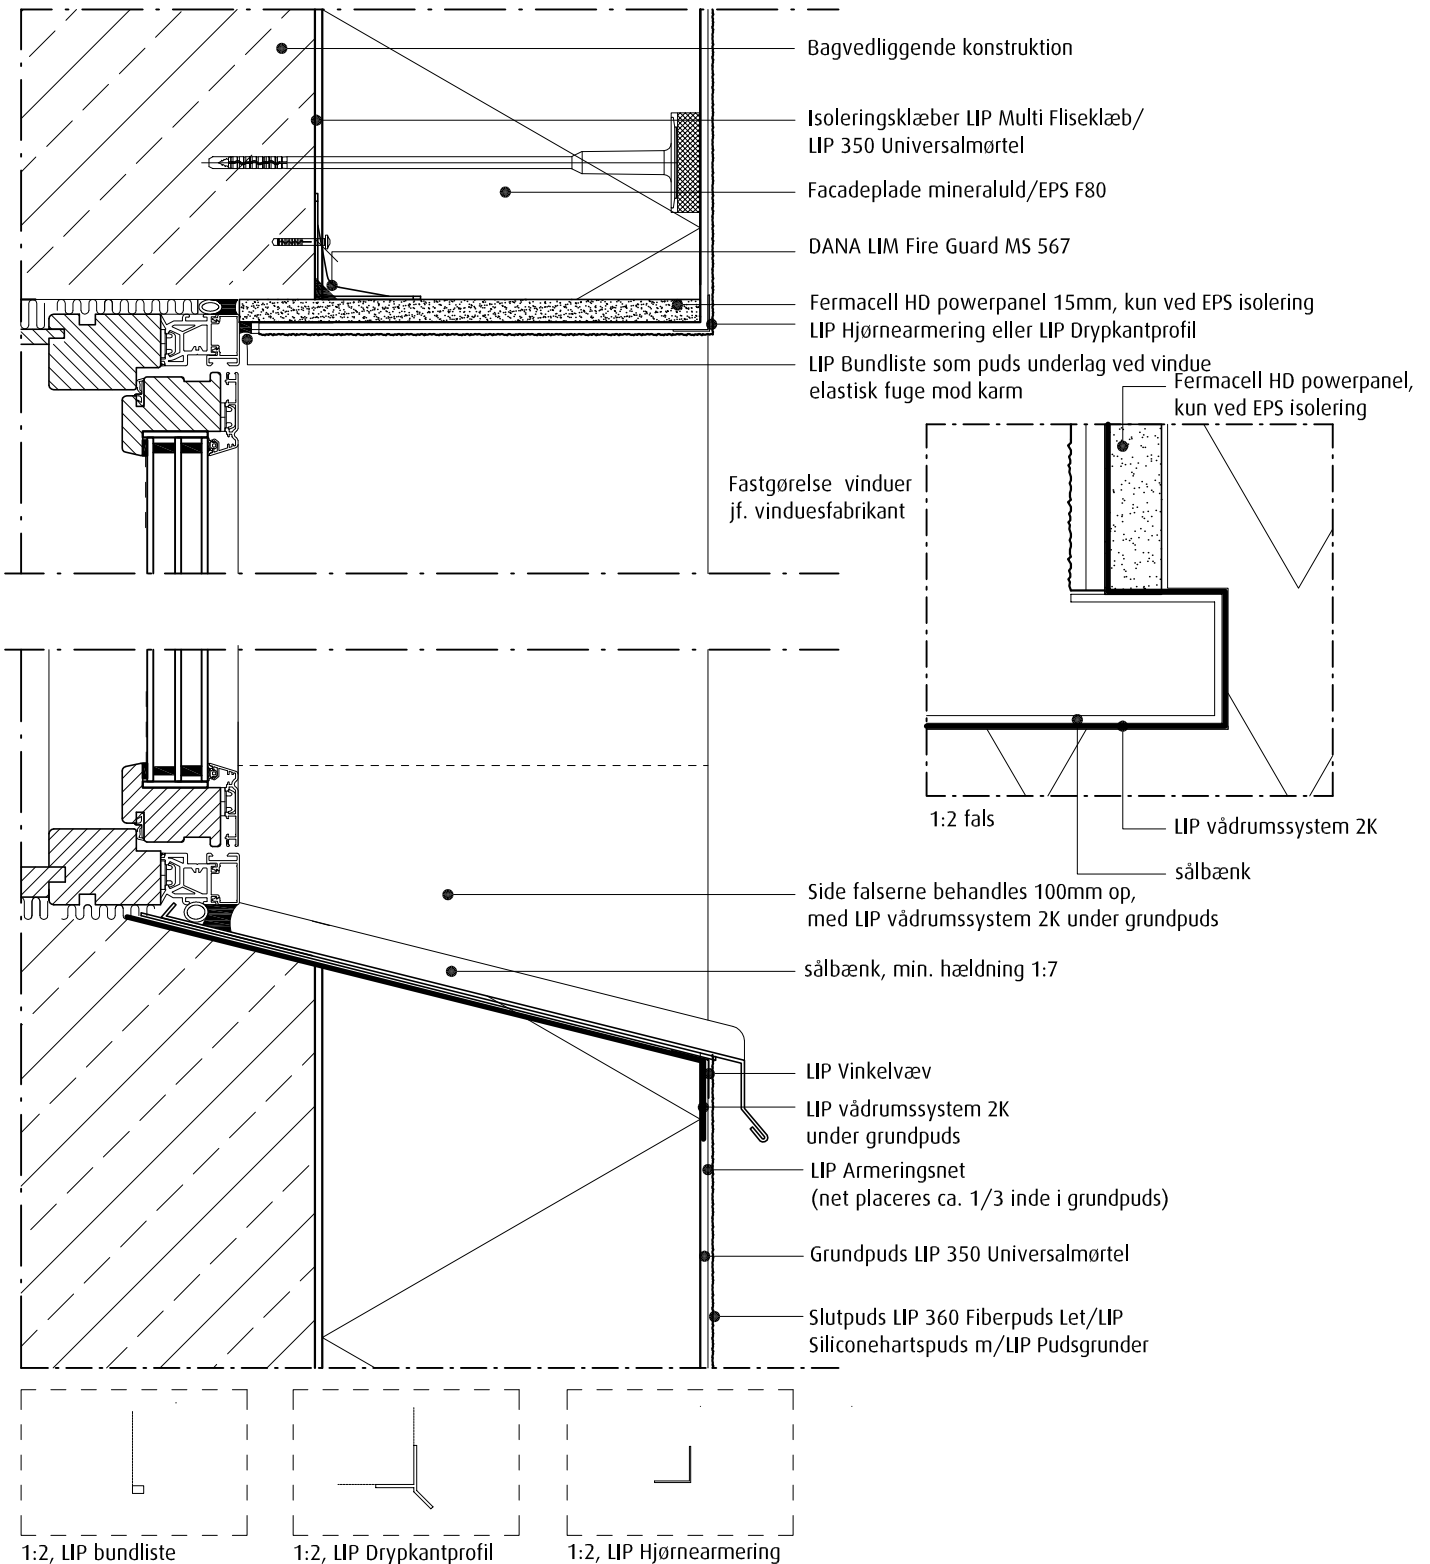 Bagvedliggende konstruktion
Isoleringsklæber LIP Multi Fliseklæb/
LIP 350 Universalmørtel
Facadeplade mineraluld/EPS F80
DANA LIM Fire Guard MS 567
Fermacell HD powerpanel 15mm, kun ved EPS isolering
LIP Hjørnearmering eller LIP Drypkantprofil
LIP Bundliste som puds underlag ved vindue
elastisk fuge mod karm
Fermacell HD powerpanel,
kun ved EPS isolering
Fastgørelse vinduer
jf. vinduesfabrikant
1:2 fals
LIP vådrumssystem 2K
sålbænk
Side falserne behandles 100mm op,
med LIP vådrumssystem 2K under grundpuds
sålbænk, min. hældning 1:7
LIP Vinkelvæv
LIP vådrumssystem 2K
under grundpuds
LIP Armeringsnet
(net placeres ca. 1/3 inde i grundpuds)
Grundpuds LIP 350 Universalmørtel
Slutpuds LIP 360 Fiberpuds Let/LIP
Siliconehartspuds m/LIP Pudsgrunder
1:2, LIP bundliste
1:2, LIP Drypkantprofil
1:2, LIP Hjørnearmering